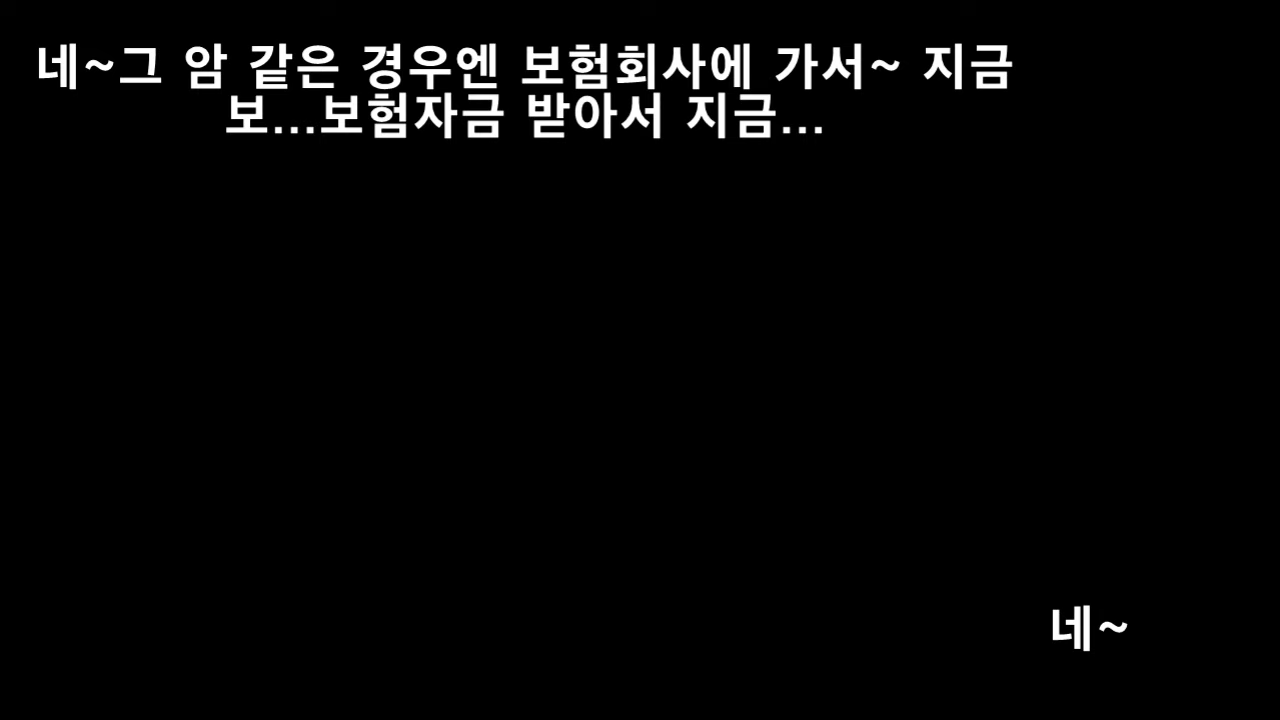 네~그 암 같은 경우엔 보험회사에 가서~ 지금
보...보험자금 받아서 지금...
네~